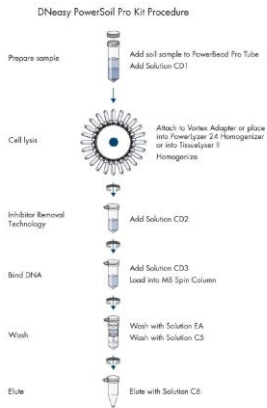 DNeasy PowerSoil Pro Kit Procedure
Prepare sample
Add soil sample to PowerBead Pro Tube
Add Solution CD1
Cell lysis
Attach to Vortex Adapter or place
into PowerLyzer 24 Homogenizer
or into TissueLyser II
Homogenize
Inhibitor Removal
Technology
Add Solution CD2
Bind DNA
Add Solution CD3
Load into MB Spin Column
Wash
Wash with Solution EA
Wash with Solution C5
Elute
Elute with Solution C6